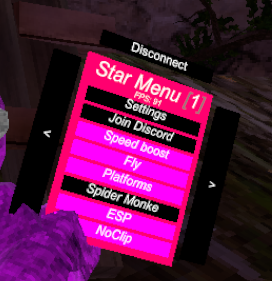 Disconnect
Star Menu [1]
FPS: 91
Settings
Join Discord
Speed boost
Fly
Platforms
Spider Monke
ESP
NoClip
<
>